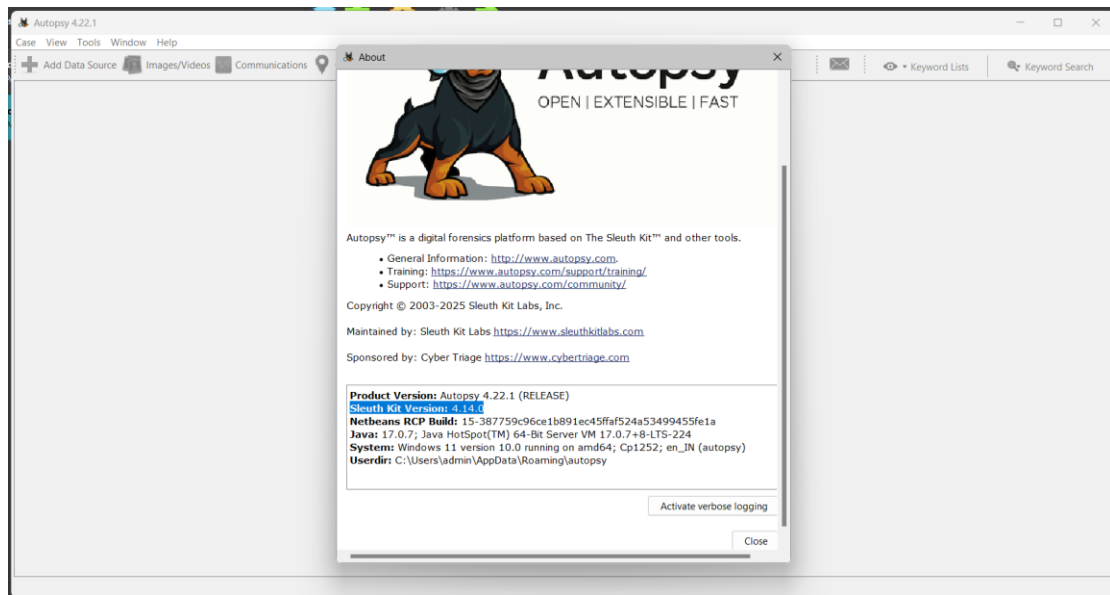 Autopsy 4.22.1
Case View Tools Window Help
Add Data Source Images/Videos Communications Keyword Lists Keyword Search
About
Autopsy
OPEN | EXTENSIBLE | FAST
Autopsy™ is a digital forensics platform based on The Sleuth Kit™ and other tools.
• General Information: http://www.autopsy.com.
• Training: https://www.autopsy.com/support/training/
• Support: https://www.autopsy.com/community/
Copyright © 2003-2025 Sleuth Kit Labs, Inc.
Maintained by: Sleuth Kit Labs https://www.sleuthkitlabs.com
Sponsored by: Cyber Triage https://www.cybertriage.com
Product Version: Autopsy 4.22.1 (RELEASE)
Sleuth Kit Version: 4.14.0
Netbeans RCP Build: 15-387759c96ce1b891ec45ffaf524a53499455fe1a
Java: 17.0.7; Java HotSpot(TM) 64-Bit Server VM 17.0.7+8-LTS-224
System: Windows 11 version 10.0 running on amd64; Cp1252; en_IN (autopsy)
Userdir: C:\Users\admin\AppData\Roaming\autopsy
Activate verbose logging
Close